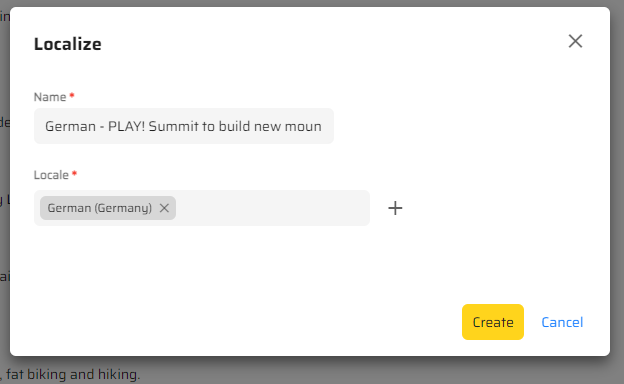 Localize
Name *
German - PLAY! Summit to build new moun
Locale *
German (Germany)
Create Cancel
fat biking and hiking.